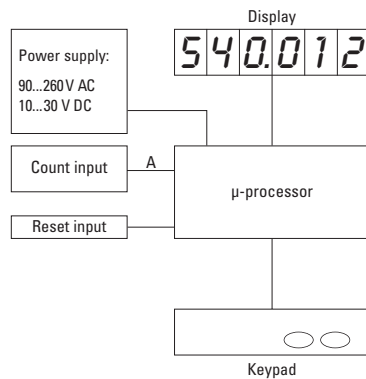 Display
540.012
Power supply:
90...260 V AC
10...30 V DC
Count input
A
µ-processor
Reset input
Keypad